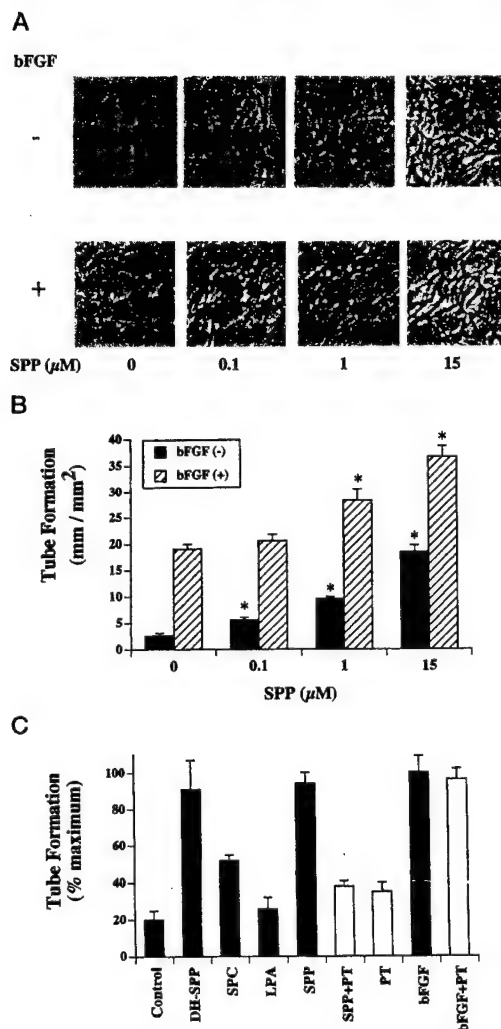 A
bFGF
-
+
SPP (µM) 0 0.1 1 15
B
Tube Formation
(mm / mm²)
40
35
30
25
20
15
10
5
0
bFGF (-)
bFGF (+)
* * * * *
0 0.1 1 15
SPP (µM)
C
Tube Formation
(% maximum)
100
80
60
40
20
0
Control DH-SPP SPC LPA SPP SPP+PT PT bFGF bFGF+PT